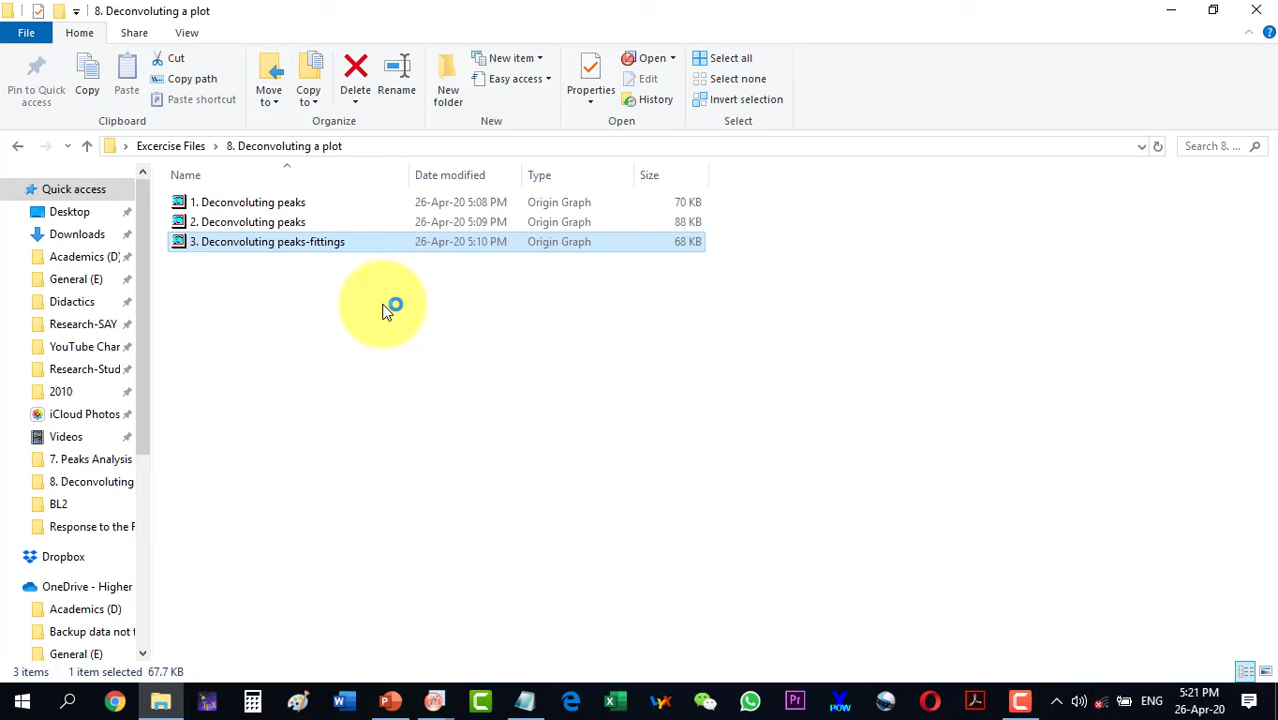 8. Deconvoluting a plot
File
Home
Share
View
Pin to Quick access
Copy
Paste
Cut
Copy path
Paste shortcut
Clipboard
Move to
Copy to
Delete
Rename
Organize
New folder
New item
Easy access
New
Properties
Open
Edit
History
Open
Select all
Select none
Invert selection
Select
Excercise Files
8. Deconvoluting a plot
Search 8. ...
Name
Date modified
Type
Size
1. Deconvoluting peaks 26-Apr-20 5:08 PM Origin Graph 70 KB
2. Deconvoluting peaks 26-Apr-20 5:09 PM Origin Graph 88 KB
3. Deconvoluting peaks-fittings 26-Apr-20 5:10 PM Origin Graph 68 KB
Quick access
Desktop
Downloads
Academics (D)
General (E)
Didactics
Research-SAY
YouTube Char
Research-Stud
2010
iCloud Photos
Videos
7. Peaks Analysis
8. Deconvoluting
BL2
Response to the F
Dropbox
OneDrive - Higher
Academics (D)
Backup data not t
General (E)
3 items 1 item selected 67.7 KB
ENG
5:21 PM
26-Apr-20